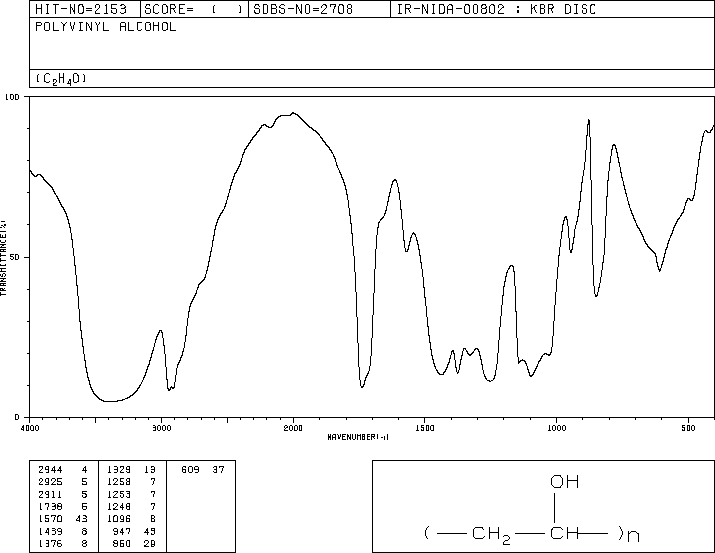 HIT-NO=2153 SCORE= ( ) SDBS-NO=2708 IR-NIDA-00802 : KBR DISC
POLYVINYL ALCOHOL
(C2H4O)
100
50
0
TRANSMITTANCE(%)
4000 3000 2000 1500 1000 500
WAVENUMBER(-1)
2944 4 1329 19 609 37
2925 5 1258 7
2911 5 1253 7
1738 6 1248 7
1570 43 1096 8
1439 8 947 49
1376 8 850 29
OH
( CH2 CH )n